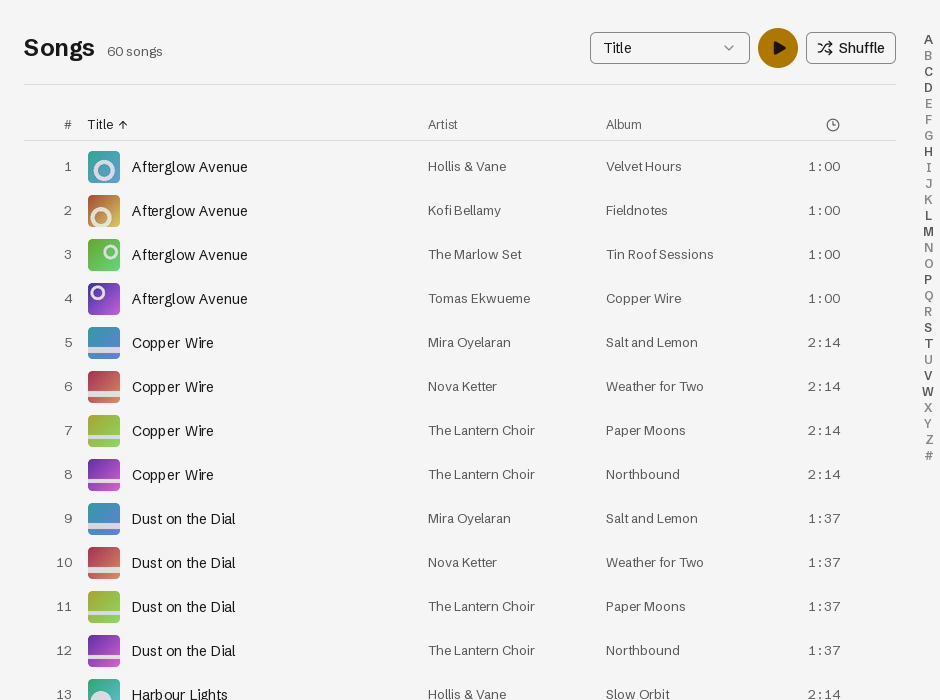 Songs 60 songs Title Shuffle
# Title ↑ Artist Album
1 Afterglow Avenue Hollis & Vane Velvet Hours 1:00
2 Afterglow Avenue Kofi Bellamy Fieldnotes 1:00
3 Afterglow Avenue The Marlow Set Tin Roof Sessions 1:00
4 Afterglow Avenue Tomas Ekwueme Copper Wire 1:00
5 Copper Wire Mira Oyelaran Salt and Lemon 2:14
6 Copper Wire Nova Ketter Weather for Two 2:14
7 Copper Wire The Lantern Choir Paper Moons 2:14
8 Copper Wire The Lantern Choir Northbound 2:14
9 Dust on the Dial Mira Oyelaran Salt and Lemon 1:37
10 Dust on the Dial Nova Ketter Weather for Two 1:37
11 Dust on the Dial The Lantern Choir Paper Moons 1:37
12 Dust on the Dial The Lantern Choir Northbound 1:37
13 Harbour Lights Hollis & Vane Slow Orbit 2:14
A
B
C
D
E
F
G
H
I
J
K
L
M
N
O
P
Q
R
S
T
U
V
W
X
Y
Z
#